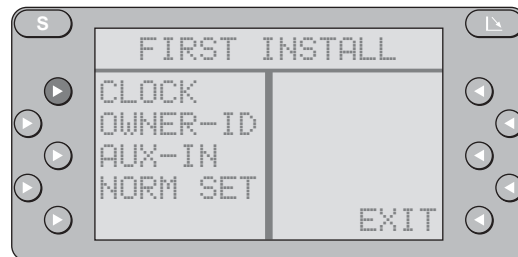 S
FIRST INSTALL
CLOCK
OWNER-ID
AUX-IN
NORM SET
EXIT